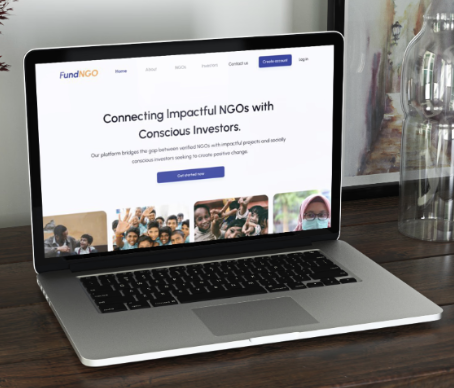 FundNGO
Home About NGOs Investors Contact us Create account Log in
Connecting Impactful NGOs with
Conscious Investors.
Our platform bridges the gap between verified NGOs with impactful projects and socially
conscious investors seeking to create positive change.
Get started now